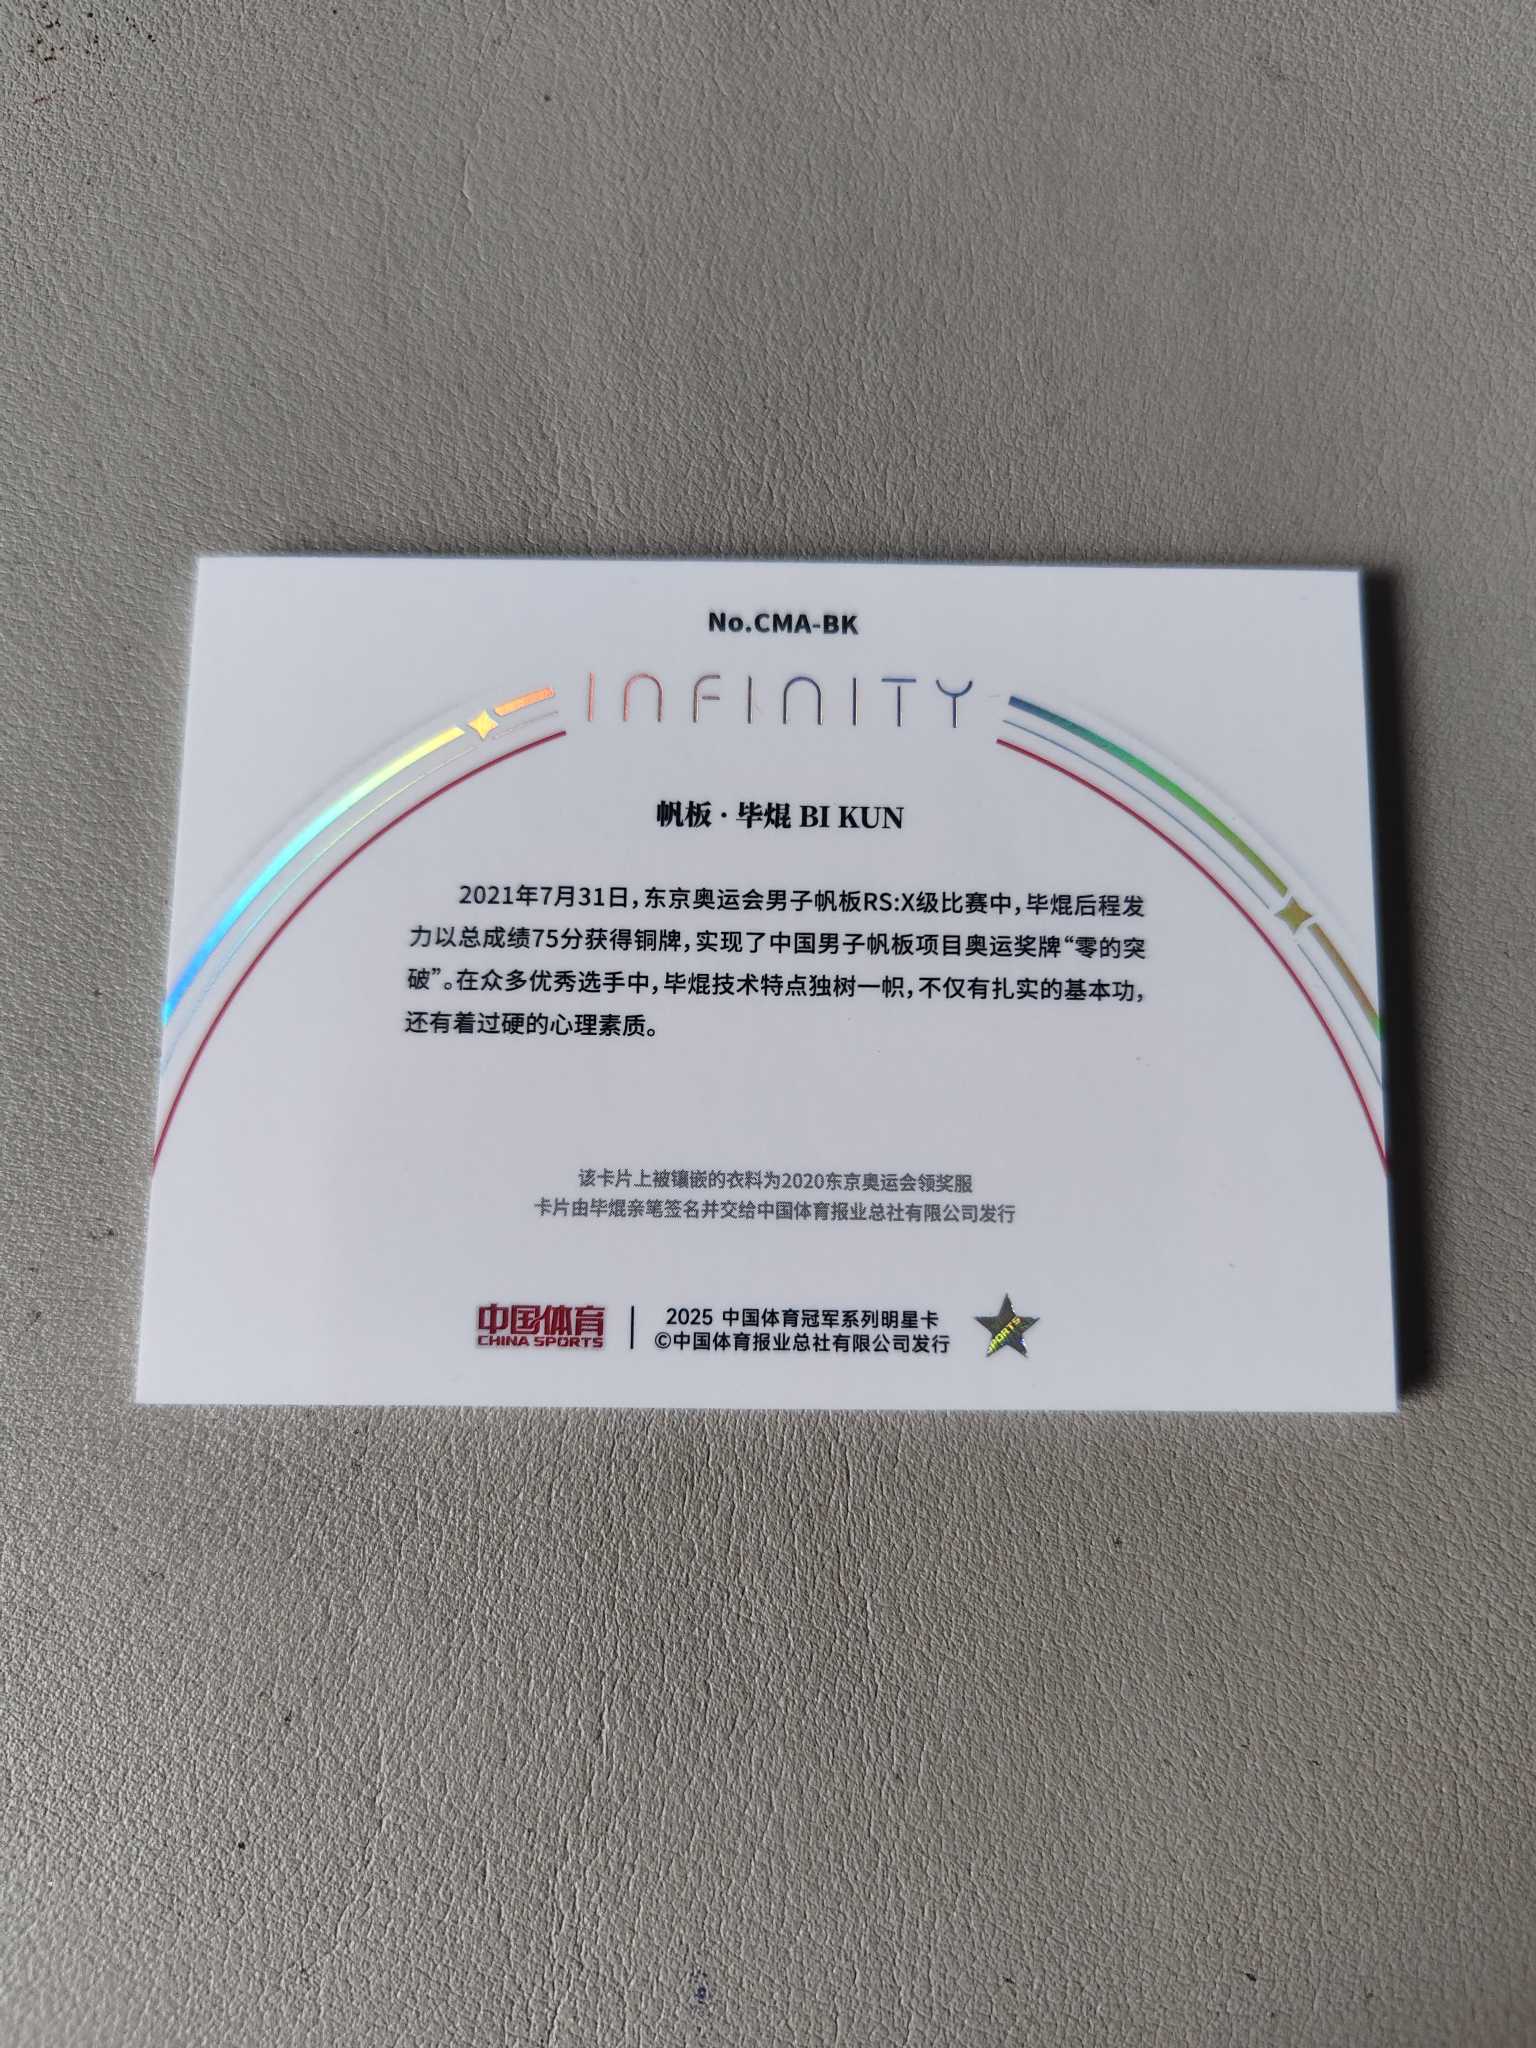 No.CMA-BK
INFINITY
帆板·毕焜 BI KUN
2021年7月31日，东京奥运会男子帆板RS:X级比赛中，毕焜后程发
力以总成绩75分获得铜牌，实现了中国男子帆板项目奥运奖牌“零的突
破”。在众多优秀选手中，毕焜技术特点独树一帜，不仅有扎实的基本功，
还有着过硬的心理素质。
该卡片上被镶嵌的衣料为2020东京奥运会领奖服
卡片由毕焜亲笔签名并交给中国体育报业总社有限公司发行
中国体育
CHINA SPORTS
2025 中国体育冠军系列明星卡
©中国体育报业总社有限公司发行
SPORTS